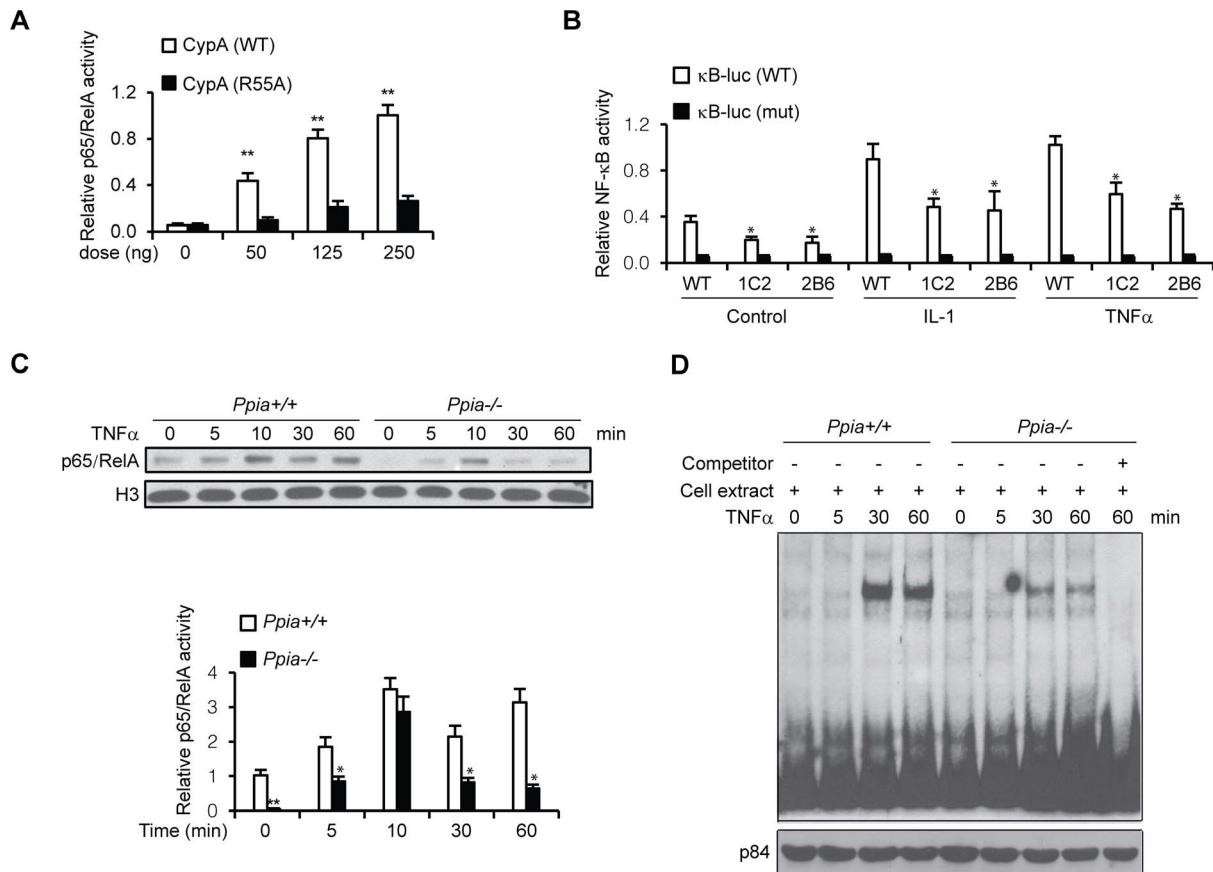 A
CypA (WT)
CypA (R55A)
Relative p65/RelA activity
1.2
0.8
0.4
0.0
** ** **
dose (ng) 0 50 125 250
B
κB-luc (WT)
κB-luc (mut)
Relative NF-κB activity
1.2
0.8
0.4
0.0
* * * * * *
WT 1C2 2B6 WT 1C2 2B6 WT 1C2 2B6
Control IL-1 TNFα
C
Ppia+/+ Ppia-/-
TNFα 0 5 10 30 60 0 5 10 30 60 min
p65/RelA
H3
Ppia+/+
Ppia-/-
Relative p65/RelA activity
4
3
2
1
0
** * * *
Time (min) 0 5 10 30 60
D
Ppia+/+ Ppia-/-
Competitor - - - - - - - - +
Cell extract + + + + + + + + +
TNFα 0 5 30 60 0 5 30 60 60 min
p84